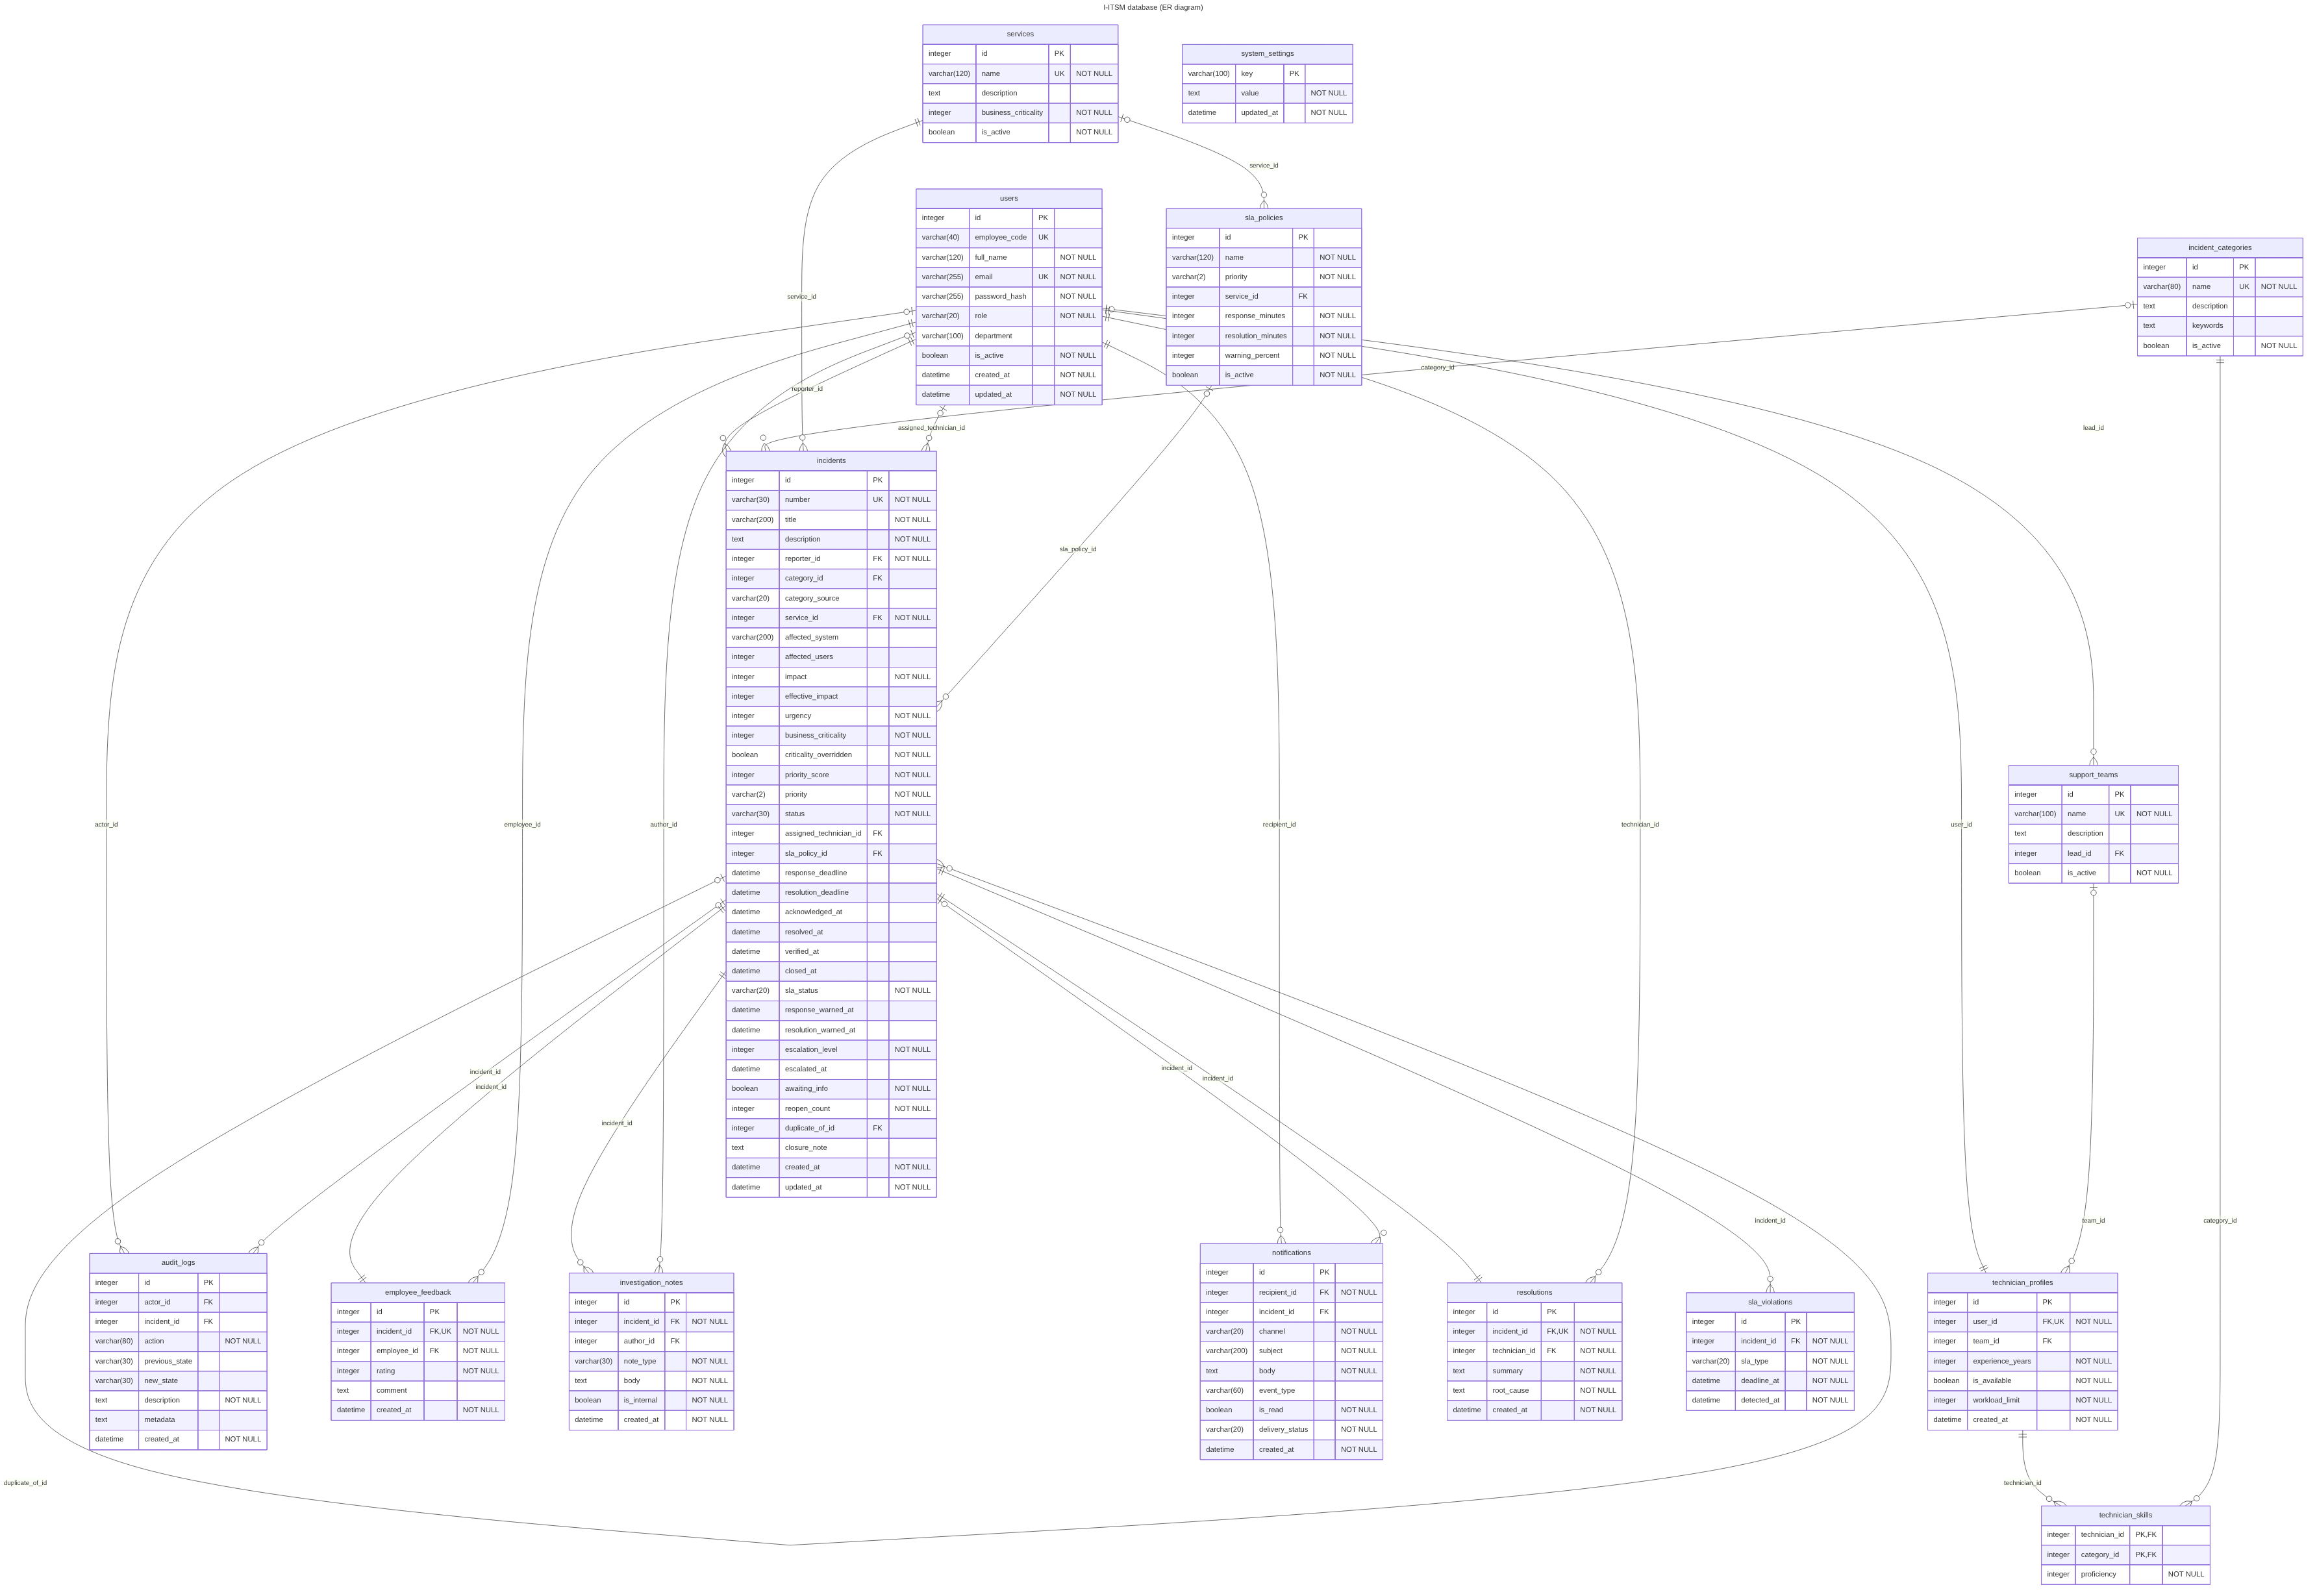 I-ITSM database (ER diagram)
services
integer id PK
varchar(120) name UK NOT NULL
text description
integer business_criticality NOT NULL
boolean is_active NOT NULL
system_settings
varchar(100) key PK
text value NOT NULL
datetime updated_at NOT NULL
service_id
service_id
users
integer id PK
varchar(40) employee_code UK
varchar(120) full_name NOT NULL
varchar(255) email UK NOT NULL
varchar(255) password_hash NOT NULL
varchar(20) role NOT NULL
varchar(100) department
boolean is_active NOT NULL
datetime created_at NOT NULL
datetime updated_at NOT NULL
sla_policies
integer id PK
varchar(120) name NOT NULL
varchar(2) priority NOT NULL
integer service_id FK
integer response_minutes NOT NULL
integer resolution_minutes NOT NULL
integer warning_percent NOT NULL
boolean is_active NOT NULL
incident_categories
integer id PK
varchar(80) name UK NOT NULL
text description
text keywords
boolean is_active NOT NULL
category_id
reporter_id
assigned_technician_id
lead_id
sla_policy_id
incidents
integer id PK
varchar(30) number UK NOT NULL
varchar(200) title NOT NULL
text description NOT NULL
integer reporter_id FK NOT NULL
integer category_id FK
varchar(20) category_source
integer service_id FK NOT NULL
varchar(200) affected_system
integer affected_users
integer impact NOT NULL
integer effective_impact
integer urgency NOT NULL
integer business_criticality NOT NULL
boolean criticality_overridden NOT NULL
integer priority_score NOT NULL
varchar(2) priority NOT NULL
varchar(30) status NOT NULL
integer assigned_technician_id FK
integer sla_policy_id FK
datetime response_deadline
datetime resolution_deadline
datetime acknowledged_at
datetime resolved_at
datetime verified_at
datetime closed_at
varchar(20) sla_status NOT NULL
datetime response_warned_at
datetime resolution_warned_at
integer escalation_level NOT NULL
datetime escalated_at
boolean awaiting_info NOT NULL
integer reopen_count NOT NULL
integer duplicate_of_id FK
text closure_note
datetime created_at NOT NULL
datetime updated_at NOT NULL
support_teams
integer id PK
varchar(100) name UK NOT NULL
text description
integer lead_id FK
boolean is_active NOT NULL
actor_id
employee_id
author_id
recipient_id
technician_id
user_id
incident_id
incident_id
incident_id
incident_id
incident_id
incident_id
team_id
category_id
audit_logs
integer id PK
integer actor_id FK
integer incident_id FK
varchar(80) action NOT NULL
varchar(30) previous_state
varchar(30) new_state
text description NOT NULL
text metadata
datetime created_at NOT NULL
employee_feedback
integer id PK
integer incident_id FK,UK NOT NULL
integer employee_id FK NOT NULL
integer rating NOT NULL
text comment
datetime created_at NOT NULL
investigation_notes
integer id PK
integer incident_id FK NOT NULL
integer author_id FK
varchar(30) note_type NOT NULL
text body NOT NULL
boolean is_internal NOT NULL
datetime created_at NOT NULL
notifications
integer id PK
integer recipient_id FK NOT NULL
integer incident_id FK
varchar(20) channel NOT NULL
varchar(200) subject NOT NULL
text body NOT NULL
varchar(60) event_type
boolean is_read NOT NULL
varchar(20) delivery_status NOT NULL
datetime created_at NOT NULL
resolutions
integer id PK
integer incident_id FK,UK NOT NULL
integer technician_id FK NOT NULL
text summary NOT NULL
text root_cause NOT NULL
datetime created_at NOT NULL
sla_violations
integer id PK
integer incident_id FK NOT NULL
varchar(20) sla_type NOT NULL
datetime deadline_at NOT NULL
datetime detected_at NOT NULL
technician_profiles
integer id PK
integer user_id FK,UK NOT NULL
integer team_id FK
integer experience_years NOT NULL
boolean is_available NOT NULL
integer workload_limit NOT NULL
datetime created_at NOT NULL
duplicate_of_id
technician_id
technician_skills
integer technician_id PK,FK
integer category_id PK,FK
integer proficiency NOT NULL